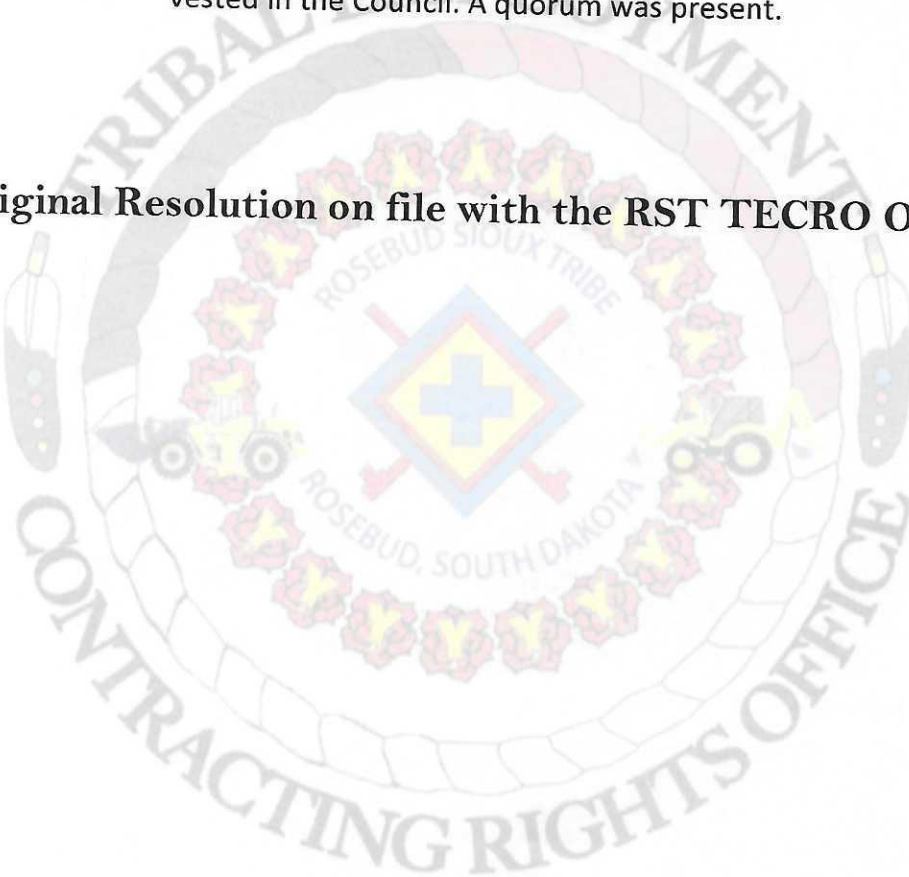 vested in the Council. A quorum was present.
TRIBAL
iginal Resolution on file with the RST TECRO O
ROSEBUD SIOUX TRIBE
ROSEBUD, SOUTH DAKOTA
CONTRACTING RIGHTS OFFICE